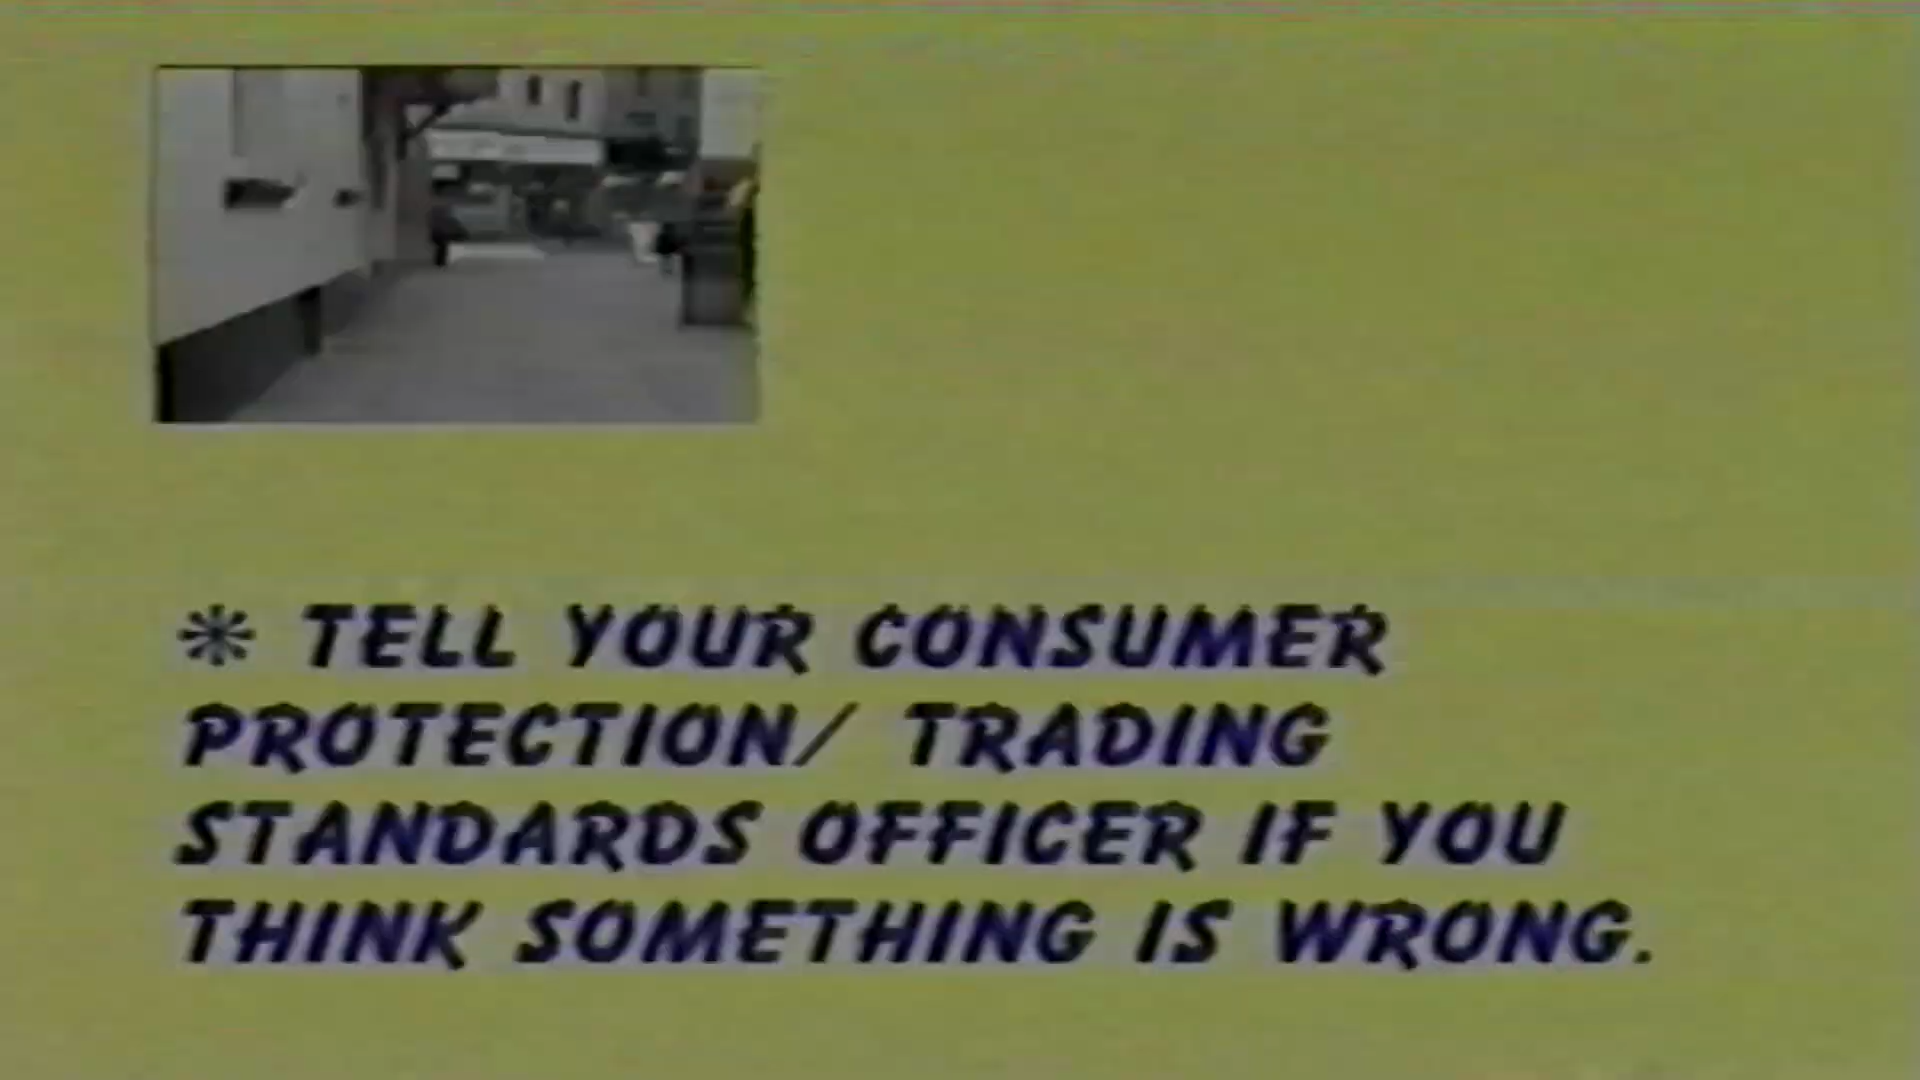 * TELL YOUR CONSUMER
PROTECTION/ TRADING
STANDARDS OFFICER IF YOU
THINK SOMETHING IS WRONG.